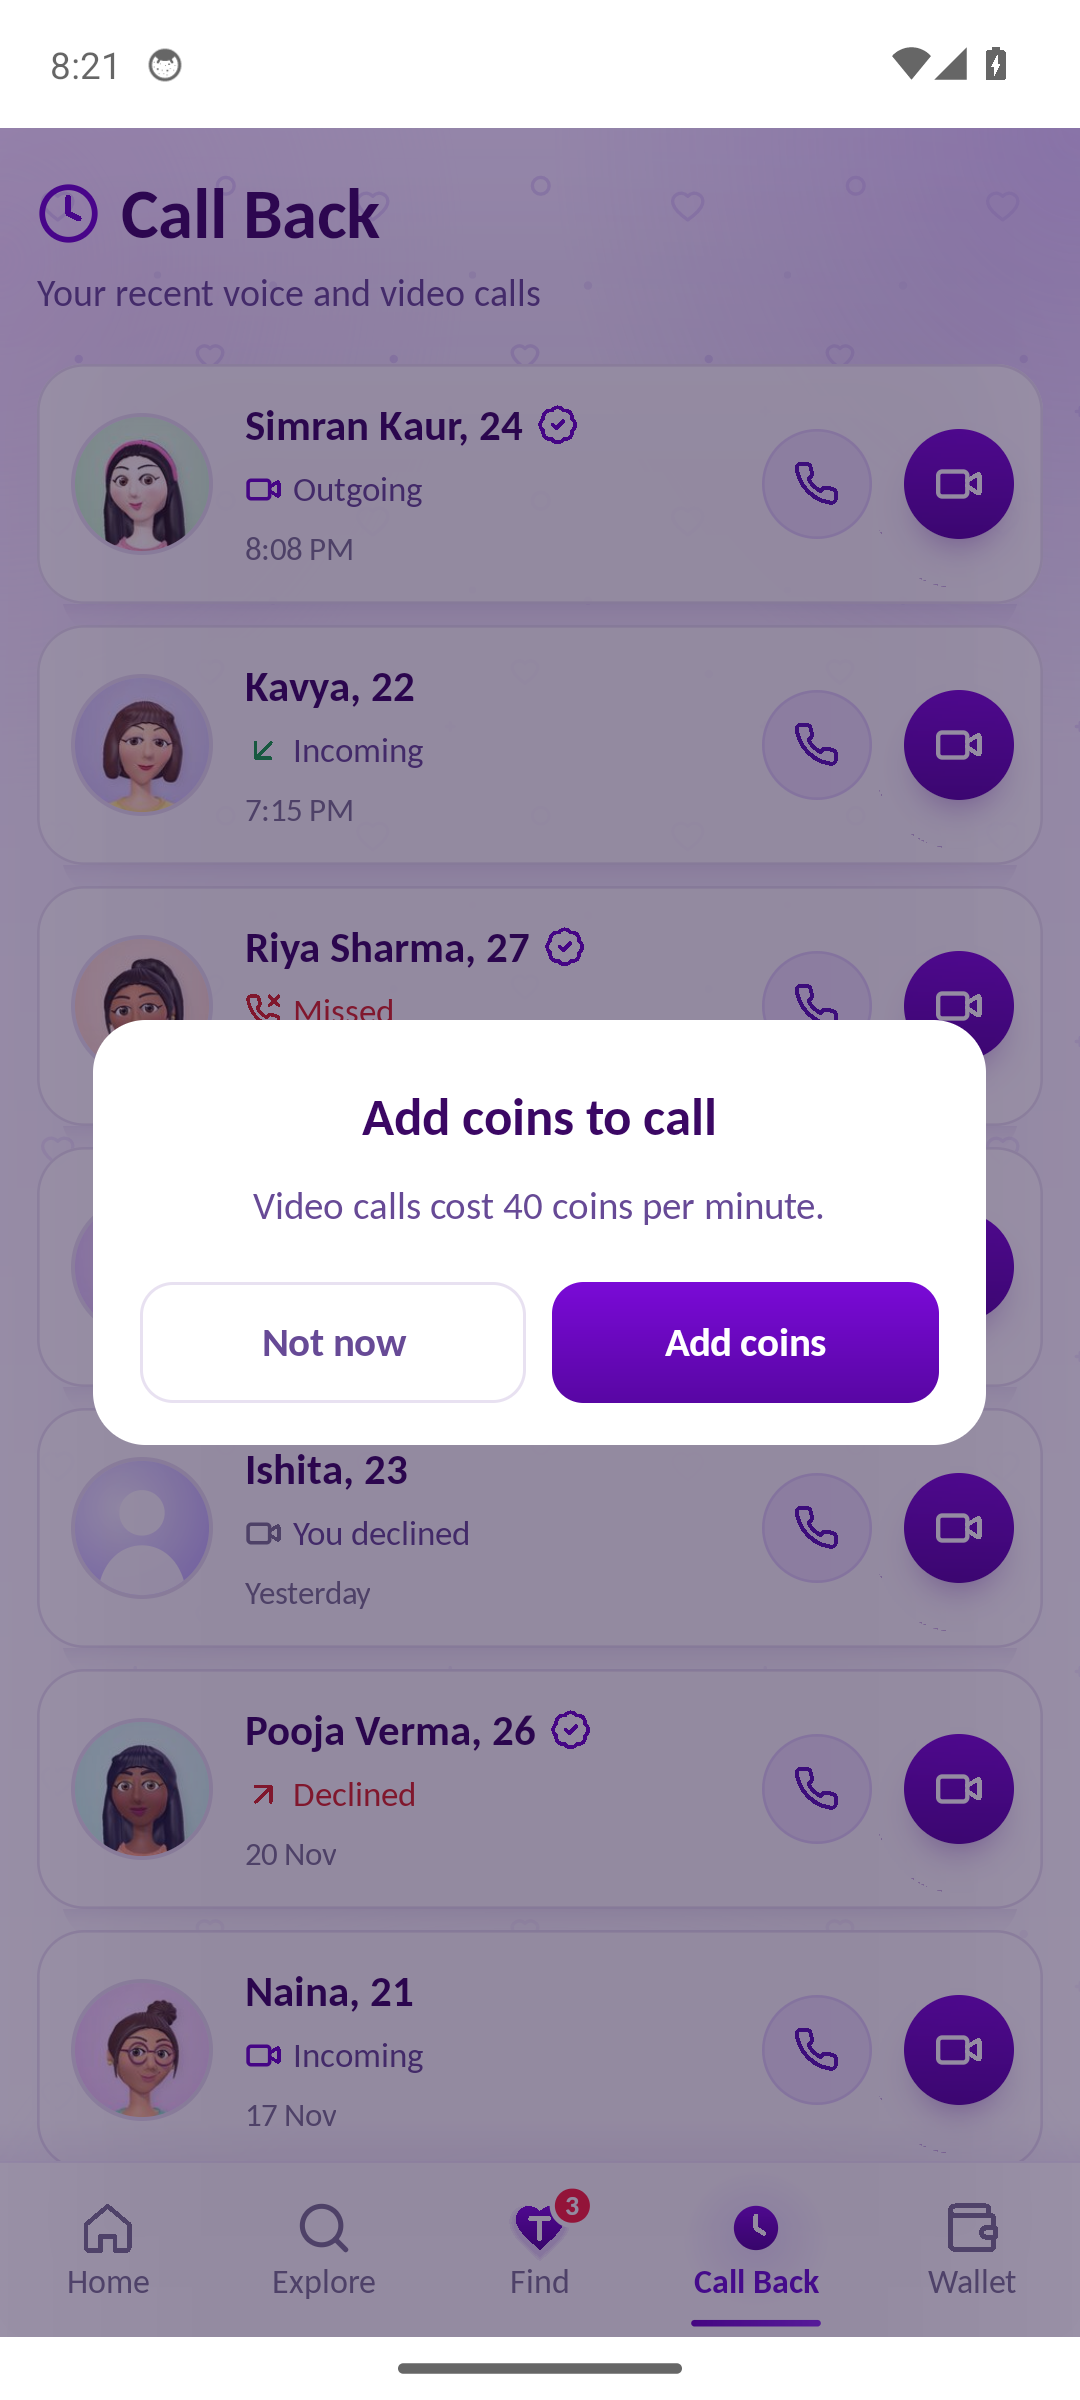 8:21
Call Back
Your recent voice and video calls
Simran Kaur, 24
Outgoing
8:08 PM
Kavya, 22
Incoming
7:15 PM
Riya Sharma, 27
Missed
Add coins to call
Video calls cost 40 coins per minute.
Not now
Add coins
Ishita, 23
You declined
Yesterday
Pooja Verma, 26
Declined
20 Nov
Naina, 21
Incoming
17 Nov
T
3
Home
Explore
Find
Call Back
Wallet